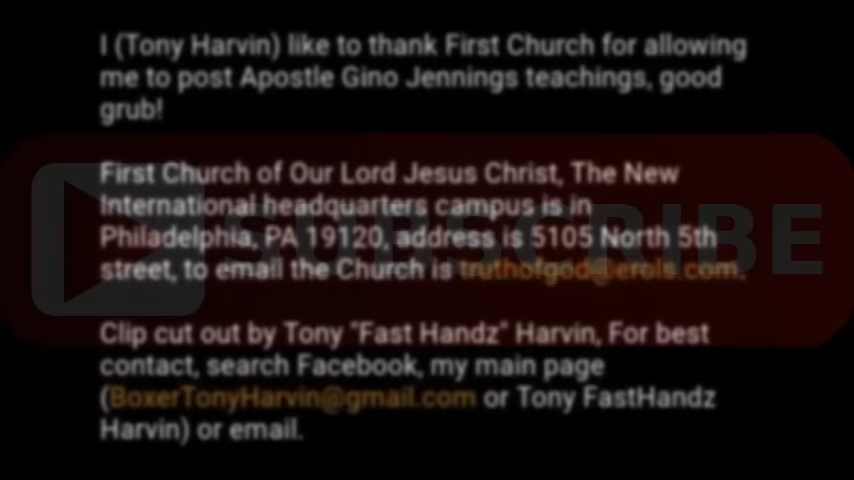 I (Tony Harvin) like to thank First Church for allowing
me to post Apostle Gino Jennings teachings, good
grub!
First Church of Our Lord Jesus Christ, The New
International headquarters campus is in
Philadelphia, PA 19120, address is 5105 North 5th
street, to email the Church is truthofgod@erols.com.
SUBSCRIBE
Clip cut out by Tony "Fast Handz" Harvin, For best
contact, search Facebook, my main page
(BoxerTonyHarvin@gmail.com or Tony FastHandz
Harvin) or email.